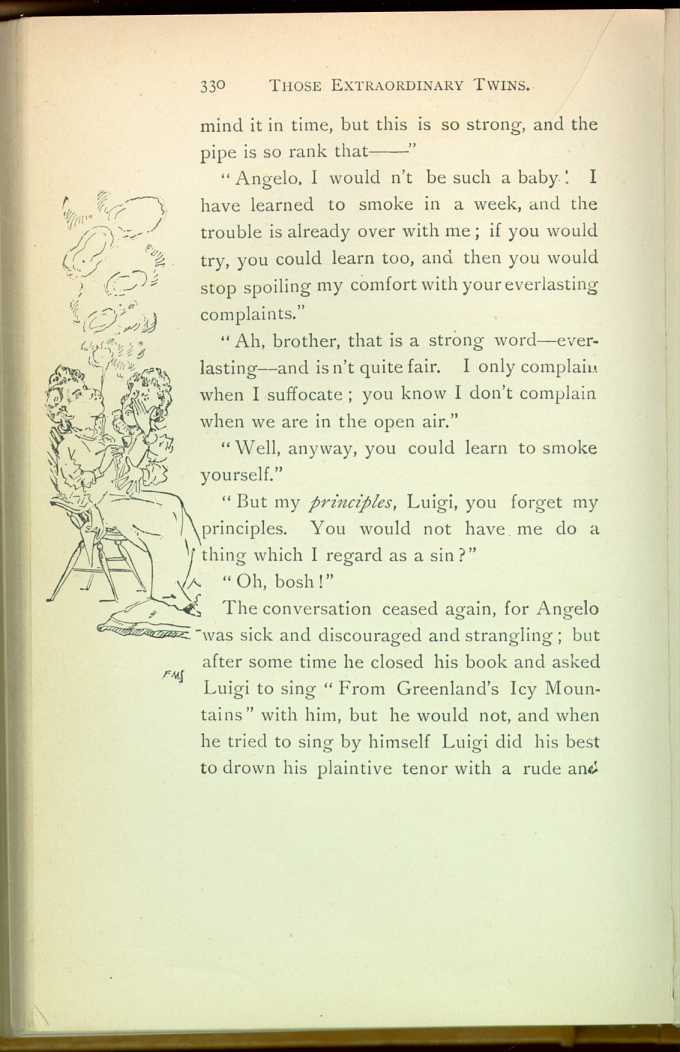 330 THOSE EXTRAORDINARY TWINS.
mind it in time, but this is so strong, and the
pipe is so rank that——”
“ Angelo, I would n’t be such a baby ! I
have learned to smoke in a week, and the
trouble is already over with me ; if you would
try, you could learn too, and then you would
stop spoiling my comfort with your everlasting
complaints.”
“ Ah, brother, that is a strong word—ever-
lasting—and is n’t quite fair. I only complain
when I suffocate ; you know I don’t complain
when we are in the open air.”
“ Well, anyway, you could learn to smoke
yourself.”
“ But my principles, Luigi, you forget my
principles. You would not have me do a
thing which I regard as a sin ?”
“ Oh, bosh !”
The conversation ceased again, for Angelo
was sick and discouraged and strangling ; but
after some time he closed his book and asked
Luigi to sing “ From Greenland’s Icy Moun-
tains ” with him, but he would not, and when
he tried to sing by himself Luigi did his best
to drown his plaintive tenor with a rude and
FMS